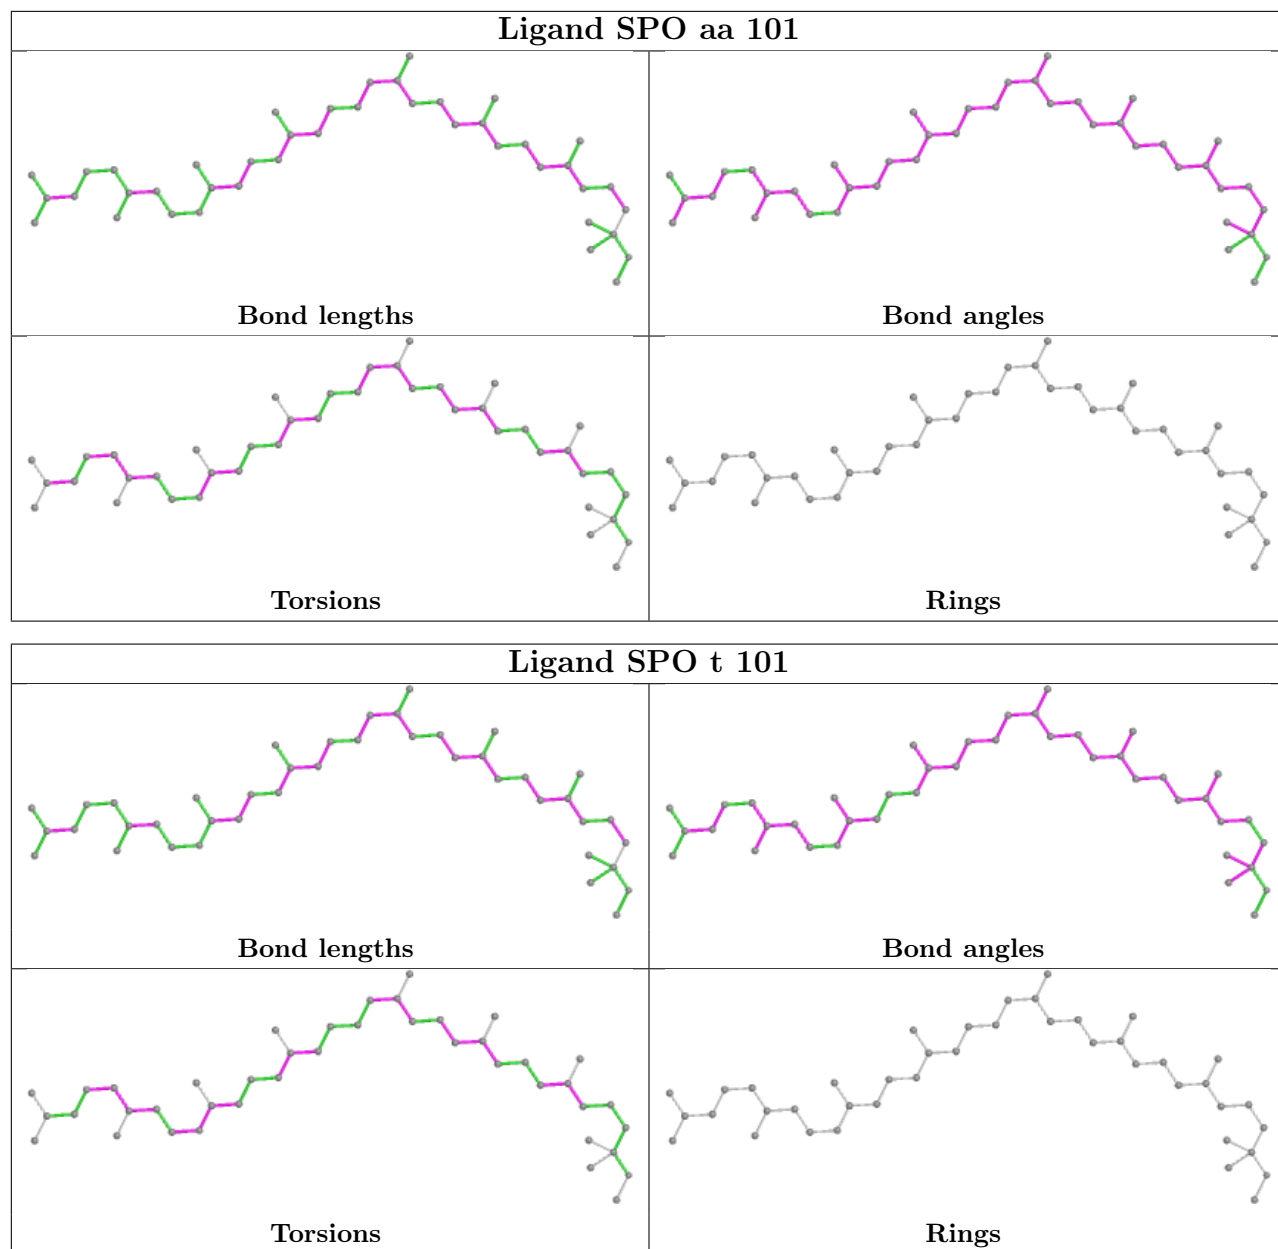 Ligand SPO aa 101
Bond lengths
Bond angles
Torsions
Rings
Ligand SPO t 101
Bond lengths
Bond angles
Torsions
Rings